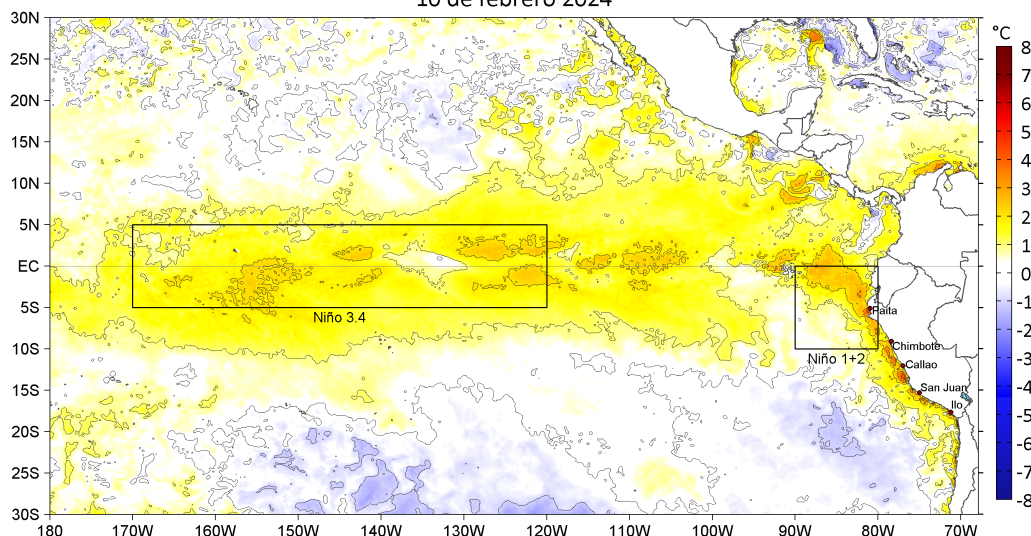 10 de febrero 2024
30N
25N
20N
15N
10N
5N
EC
5S
10S
15S
20S
25S
30S
180
170W
160W
150W
140W
130W
120W
110W
100W
90W
80W
70W
Niño 3.4
Niño 1+2
Paita
Chimbote
Callao
San Juan
Ilo
°C
8
7
6
5
4
3
2
1
0
-1
-2
-3
-4
-5
-6
-7
-8